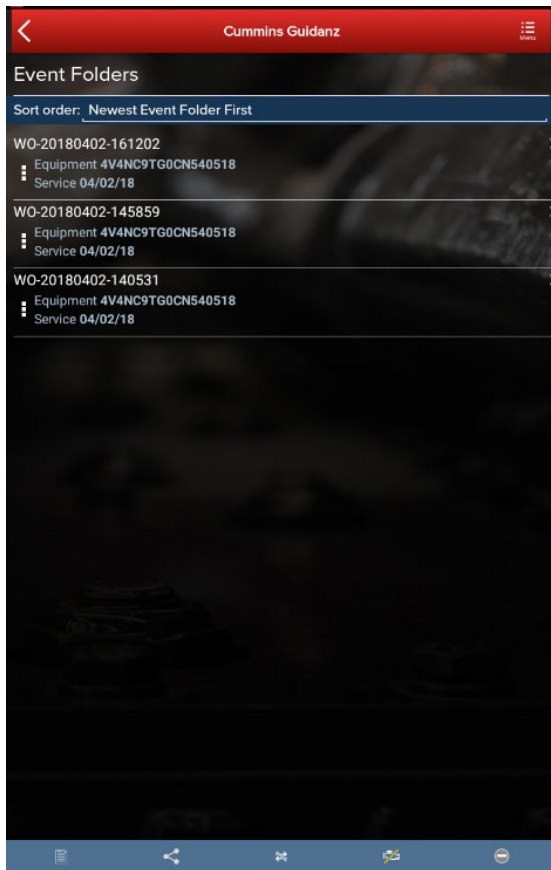 Cummins Guidanz
Menu
Event Folders
Sort order: Newest Event Folder First
WO-20180402-161202
Equipment 4V4NC9TG0CN540518
Service 04/02/18
WO-20180402-145859
Equipment 4V4NC9TG0CN540518
Service 04/02/18
WO-20180402-140531
Equipment 4V4NC9TG0CN540518
Service 04/02/18